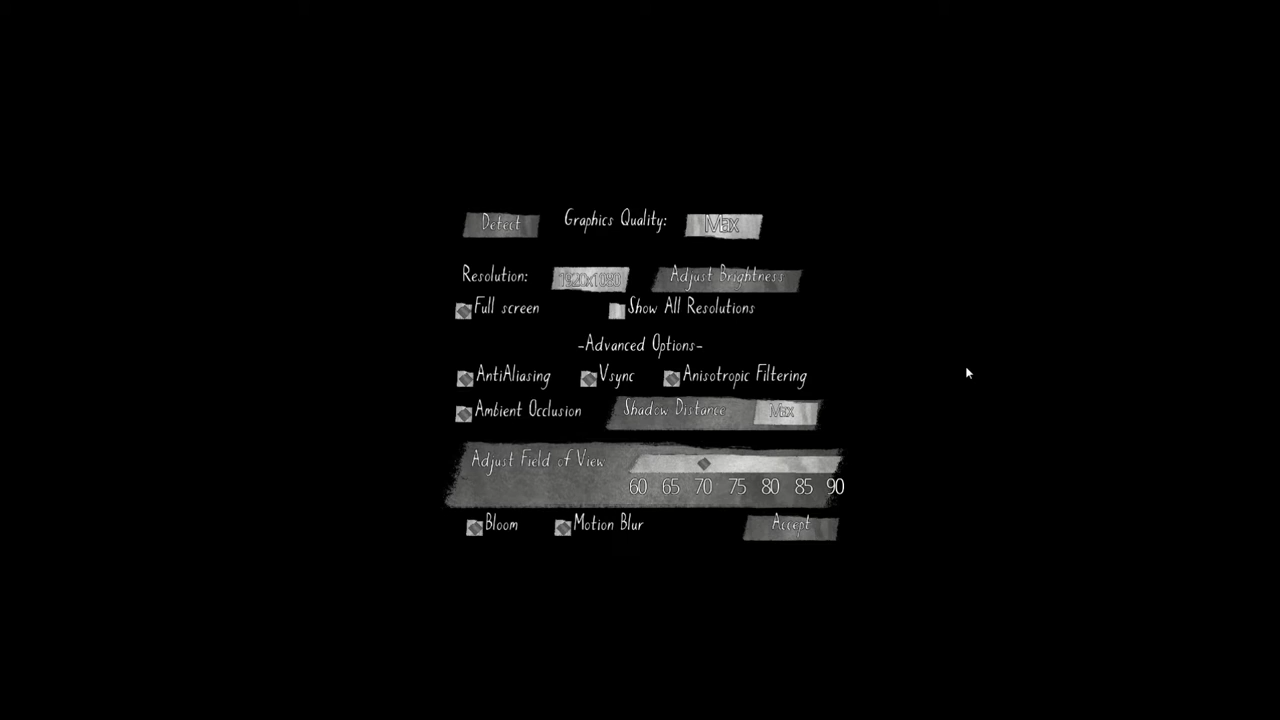 Detect Graphics Quality: Max
Resolution: 1920x1080 Adjust Brightness
Full screen Show All Resolutions
-Advanced Options-
AntiAliasing Vsync Anisotropic Filtering
Ambient Occlusion Shadow Distance Max
Adjust Field of View
60 65 70 75 80 85 90
Bloom Motion Blur Accept